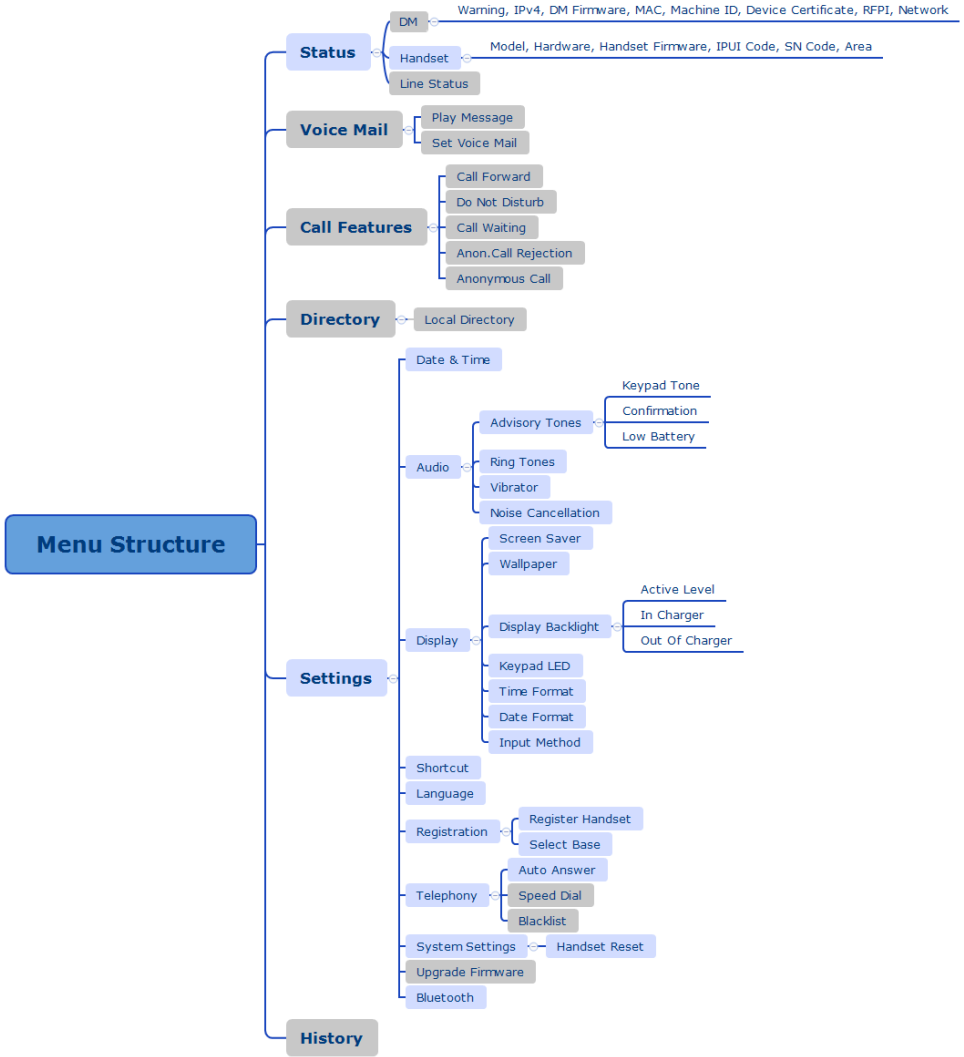 Menu Structure
Status
DM
Warning, IPv4, DM Firmware, MAC, Machine ID, Device Certificate, RFPI, Network
Handset
Model, Hardware, Handset Firmware, IPUI Code, SN Code, Area
Line Status
Voice Mail
Play Message
Set Voice Mail
Call Features
Call Forward
Do Not Disturb
Call Waiting
Anon.Call Rejection
Anonymous Call
Directory
Local Directory
Settings
Date & Time
Audio
Advisory Tones
Keypad Tone
Confirmation
Low Battery
Ring Tones
Vibrator
Noise Cancellation
Display
Screen Saver
Wallpaper
Display Backlight
Active Level
In Charger
Out Of Charger
Keypad LED
Time Format
Date Format
Input Method
Shortcut
Language
Registration
Register Handset
Select Base
Telephony
Auto Answer
Speed Dial
Blacklist
System Settings
Handset Reset
Upgrade Firmware
Bluetooth
History